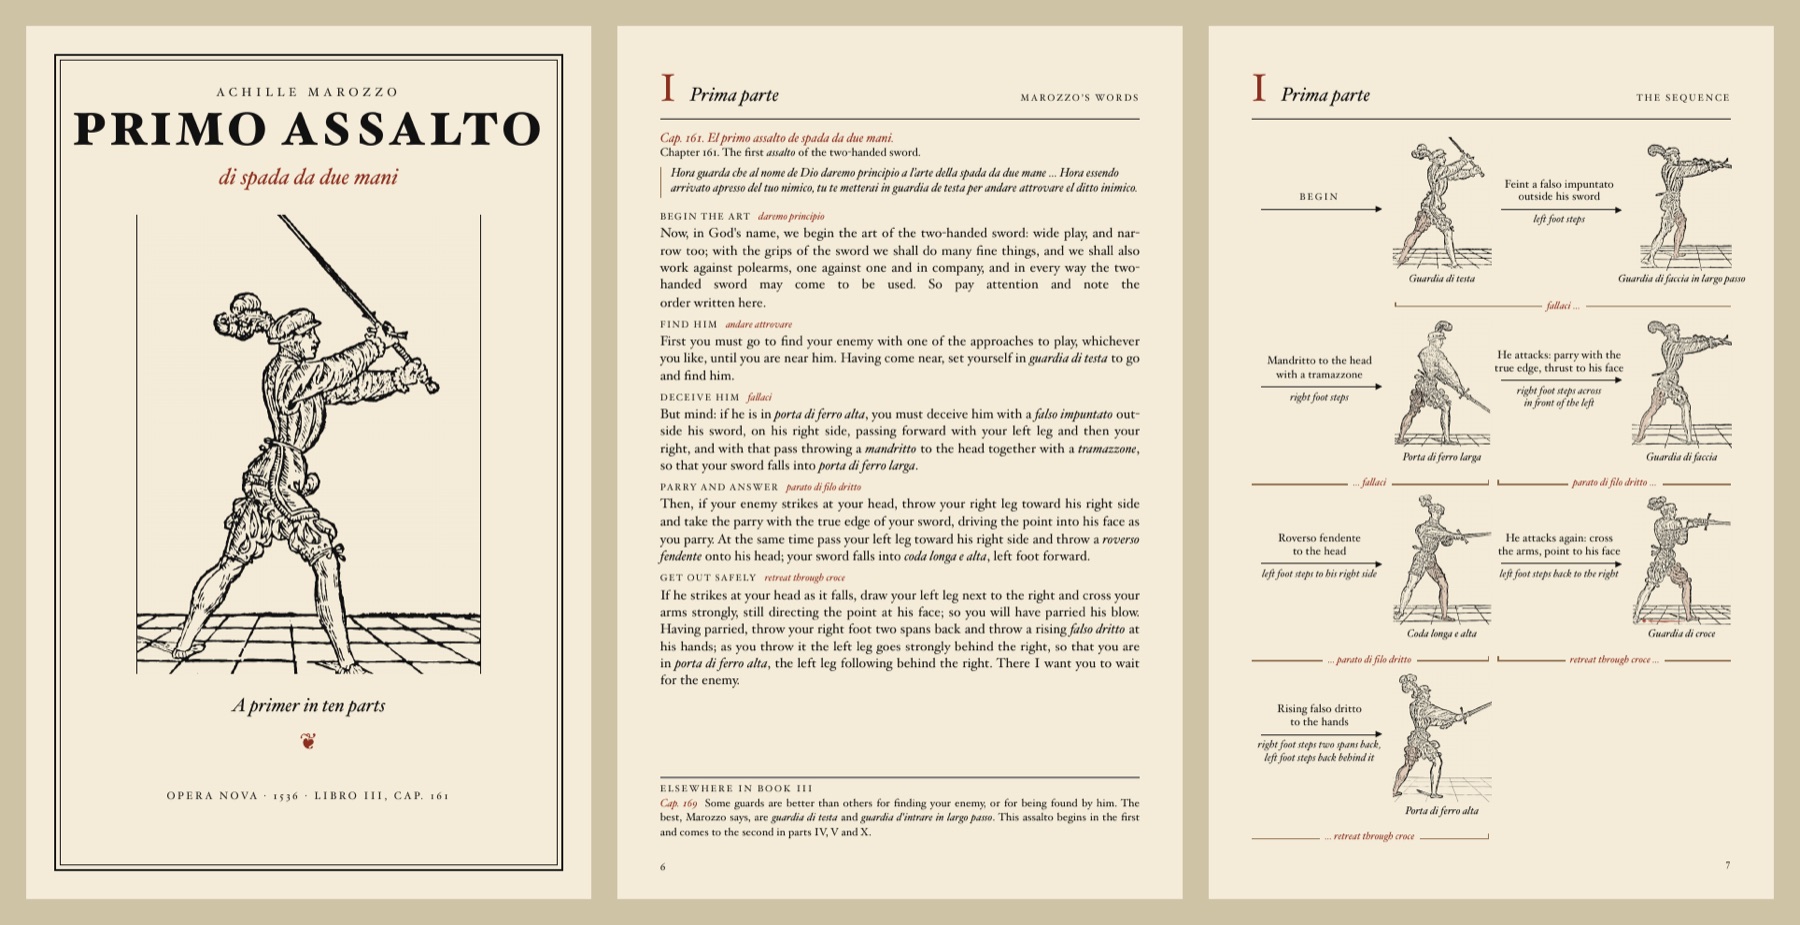 ACHILLE MAROZZO
PRIMO ASSALTO
di spada da due mani
A primer in ten parts
OPERA NOVA · 1536 · LIBRO III, CAP. 161
I Prima parte
MAROZZO'S WORDS
Cap. 161. El primo assalto de spada da due mani.
Chapter 161. The first assalto of the two-handed sword.
Hora guarda che al nome de Dio daremo principio a l'arte della spada da due mane ... Hora essendo
arrivato apresso del tuo nimico, tu te metterai in guardia de testa per andare attrovare el ditto inimico.
BEGIN THE ART daremo principio
Now, in God's name, we begin the art of the two-handed sword: wide play, and nar-
row too; with the grips of the sword we shall do many fine things, and we shall also
work against polearms, one against one and in company, and in every way the two-
handed sword may come to be used. So pay attention and note the
order written here.
FIND HIM andare attrovare
First you must go to find your enemy with one of the approaches to play, whichever
you like, until you are near him. Having come near, set yourself in guardia de testa to go
and find him.
DECEIVE HIM fallaci
But mind: if he is in porta di ferro alta, you must deceive him with a falso impuntato out-
side his sword, on his right side, passing forward with your left leg and then your
right, and with that pass throwing a mandritto to the head together with a tramazzone,
so that your sword falls into porta di ferro larga.
PARRY AND ANSWER parato di filo dritto
Then, if your enemy strikes at your head, throw your right leg toward his right side
and take the parry with the true edge of your sword, driving the point into his face as
you parry. At the same time pass your left leg toward his right side and throw a roverso
fendente onto his head; your sword falls into coda longa e alta, left foot forward.
GET OUT SAFELY retreat through croce
If he strikes at your head as it falls, draw your left leg next to the right and cross your
arms strongly, still directing the point at his face; so you will have parried his blow.
Having parried, throw your right foot two spans back and throw a rising falso dritto at
his hands; as you throw it the left leg goes strongly behind the right, so that you are
in porta di ferro alta, the left leg following behind the right. There I want you to wait
for the enemy.
ELSEWHERE IN BOOK III
Cap. 169 Some guards are better than others for finding your enemy, or for being found by him. The
best, Marozzo says, are guardia di testa and guardia d'intrare in largo passo. This assalto begins in the first
and comes to the second in parts IV, V and X.
6
I Prima parte
THE SEQUENCE
BEGIN
Guardia di testa
Feint a falso impuntato
outside his sword
left foot steps
Guardia di faccia in largo passo
fallaci ...
Mandritto to the head
with a tramazzone
right foot steps
Porta di ferro larga
He attacks: parry with the
true edge, thrust to his face
right foot steps across
in front of the left
Guardia di faccia
... fallaci
parato di filo dritto ...
Roverso fendente
to the head
left foot steps to his right side
Coda longa e alta
He attacks again: cross
the arms, point to his face
left foot steps back to the right
Guardia di croce
... parato di filo dritto
retreat through croce ...
Rising falso dritto
to the hands
right foot steps two spans back,
left foot steps back behind it
Porta di ferro alta
... retreat through croce
7